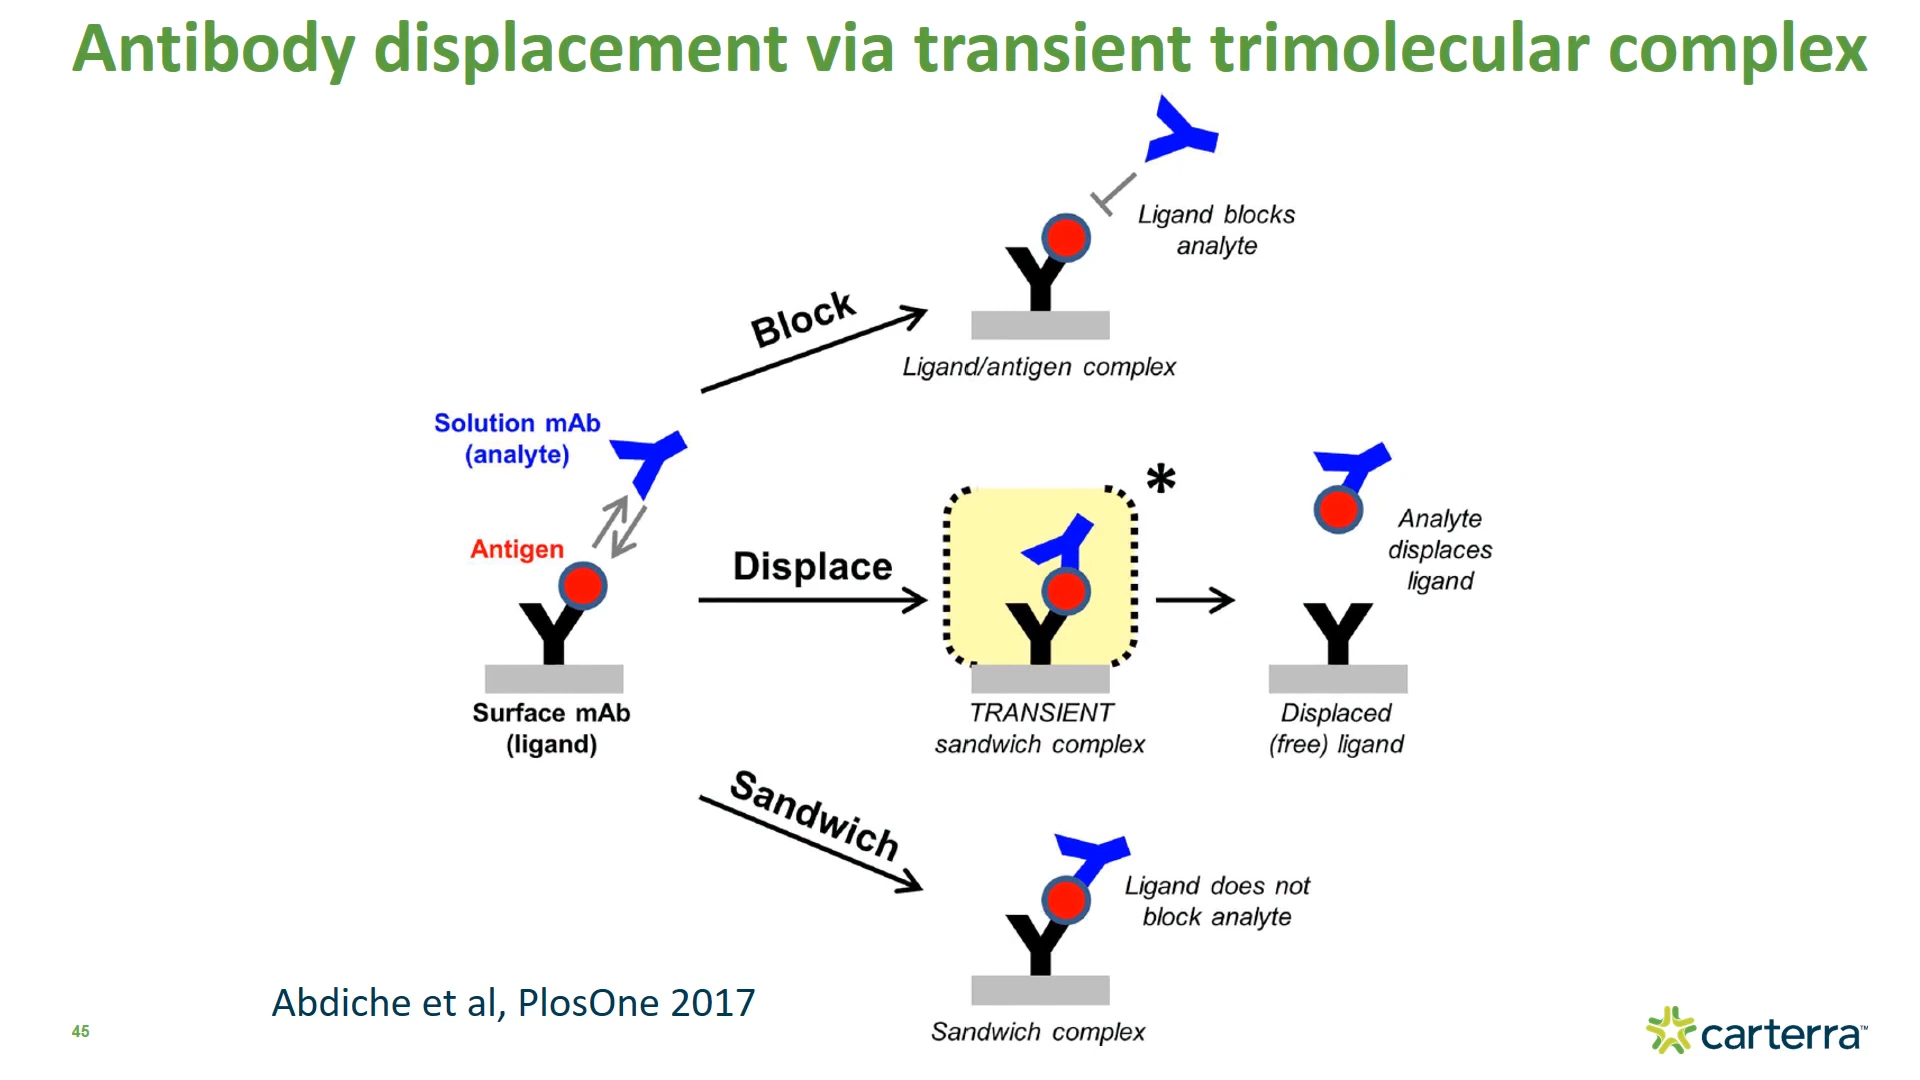 Antibody displacement via transient trimolecular complex
Ligand blocks
analyte
Block
Ligand/antigen complex
Solution mAb
(analyte)
Antigen
Surface mAb
(ligand)
Displace
*
TRANSIENT
sandwich complex
Analyte
displaces
ligand
Displaced
(free) ligand
Sandwich
Ligand does not
block analyte
Sandwich complex
Abdiche et al, PlosOne 2017
45
carterra™